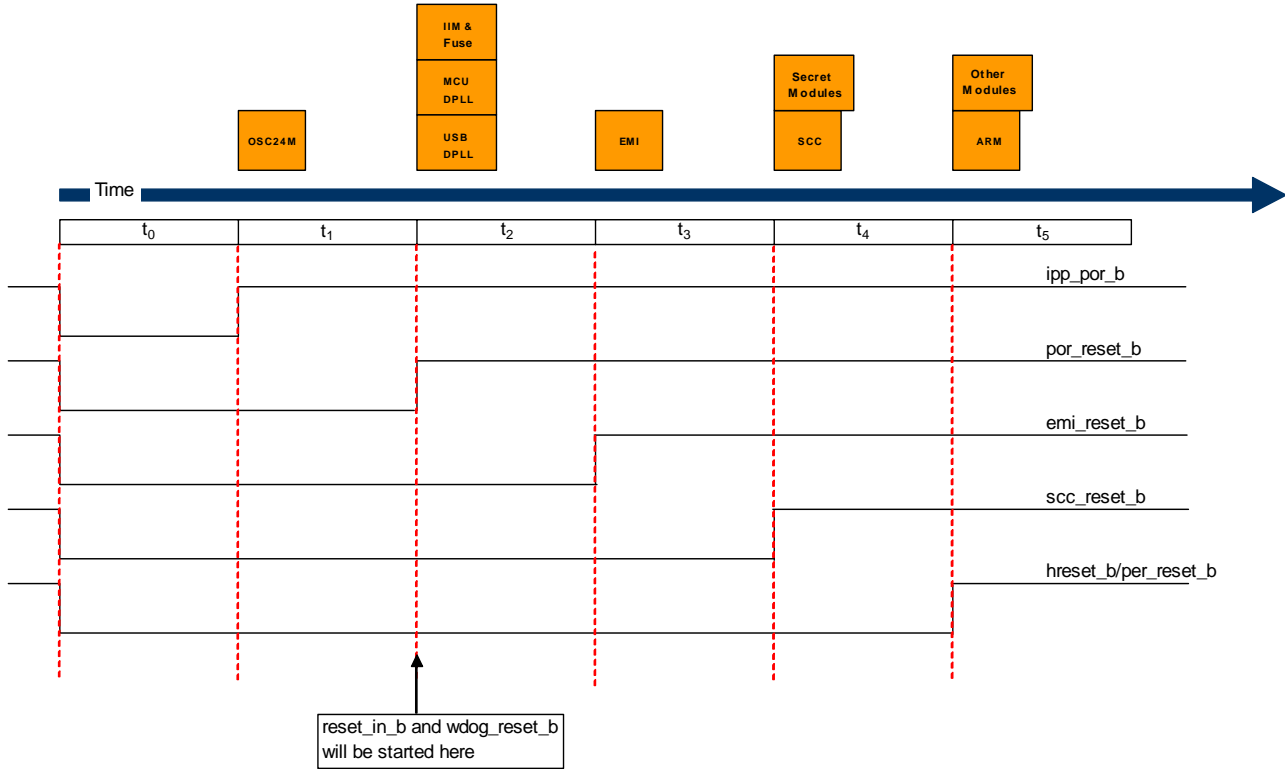 IIM &
Fuse
MCU
DPLL
USB
DPLL
OSC24M
EMI
Secret
Modules
SCC
Other
Modules
ARM
Time
t0
t1
t2
t3
t4
t5
ipp_por_b
por_reset_b
emi_reset_b
scc_reset_b
hreset_b/per_reset_b
reset_in_b and wdog_reset_b
will be started here